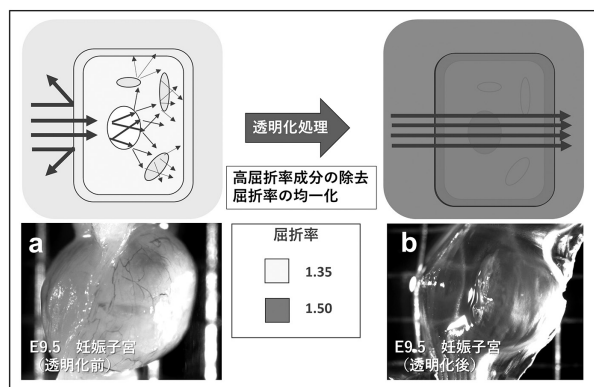 透明化処理
高屈折率成分の除去
屈折率の均一化
a
E9.5 妊娠子宮
(透明化前)
屈折率
1.35
1.50
b
E9.5 妊娠子宮
(透明化後)